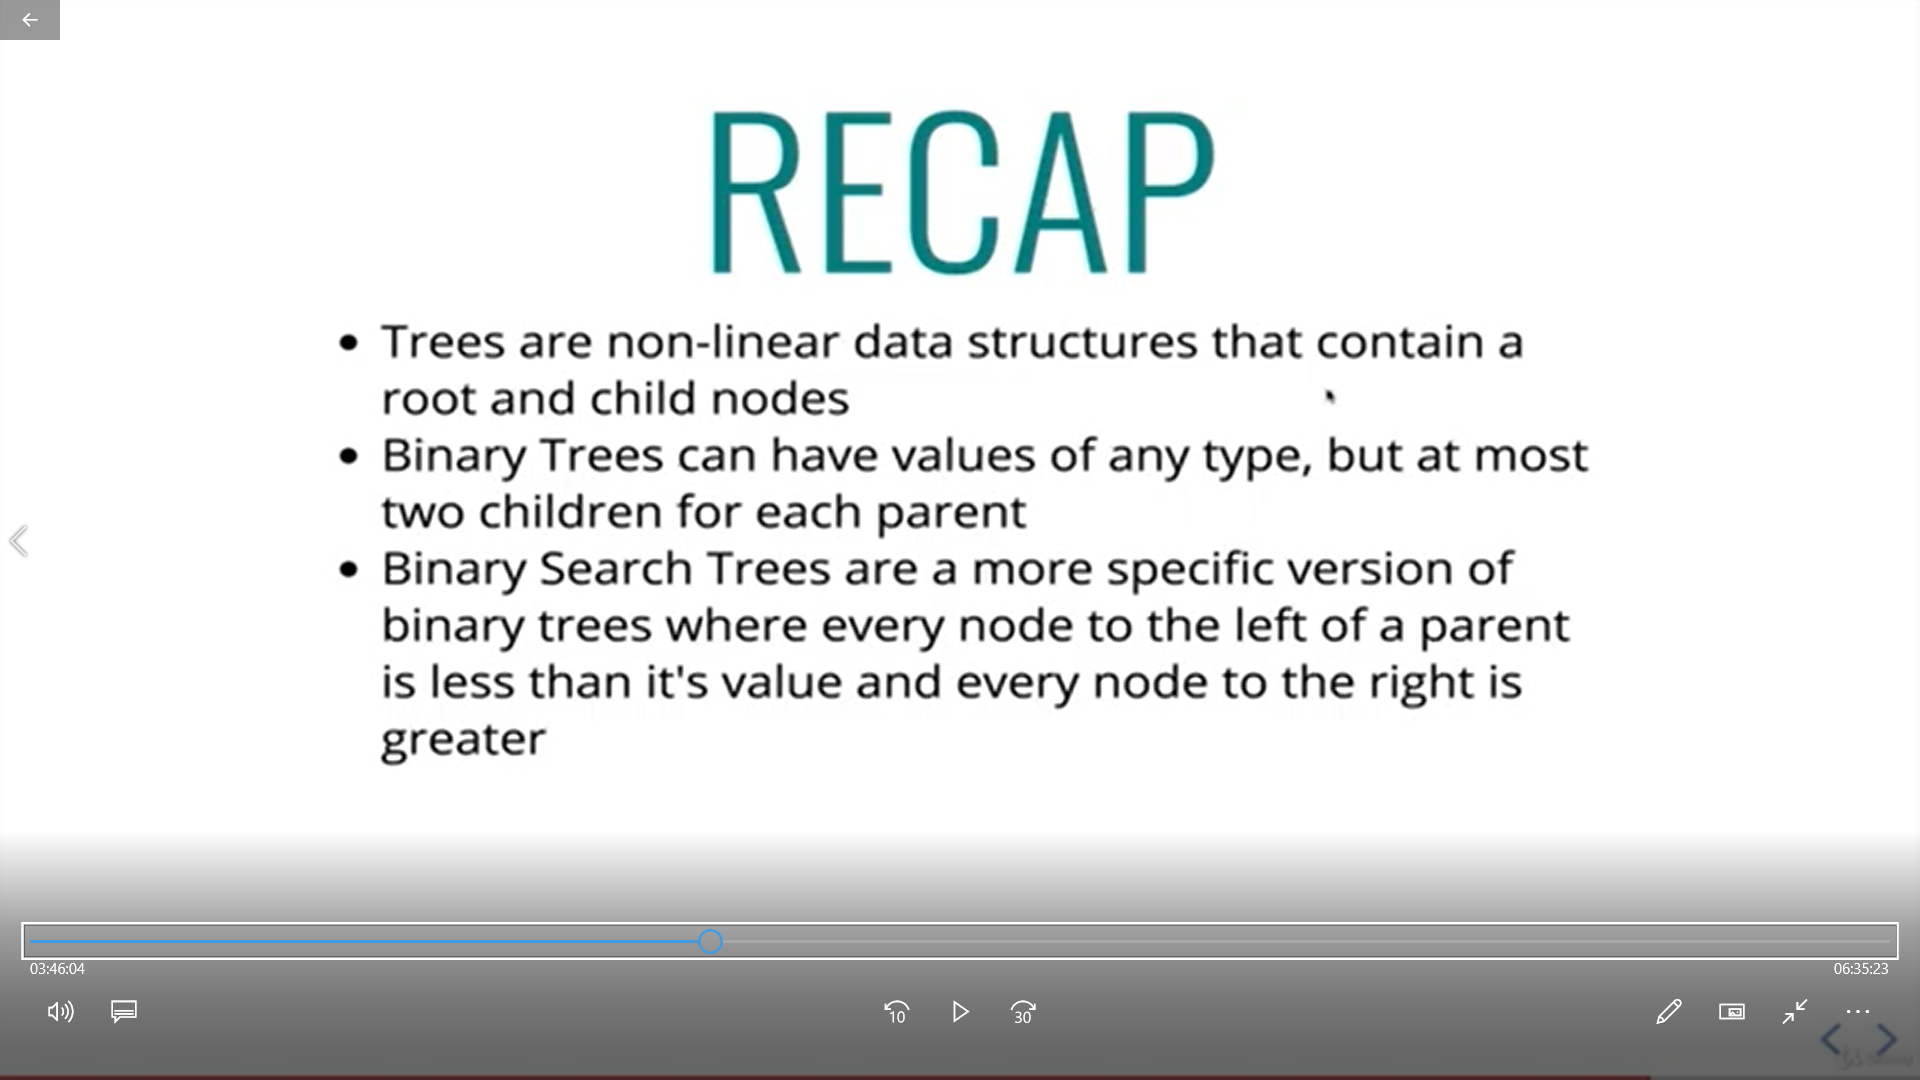 RECAP
• Trees are non-linear data structures that contain a
root and child nodes
• Binary Trees can have values of any type, but at most
two children for each parent
• Binary Search Trees are a more specific version of
binary trees where every node to the left of a parent
is less than it's value and every node to the right is
greater
03:46:04
06:35:23
10
30